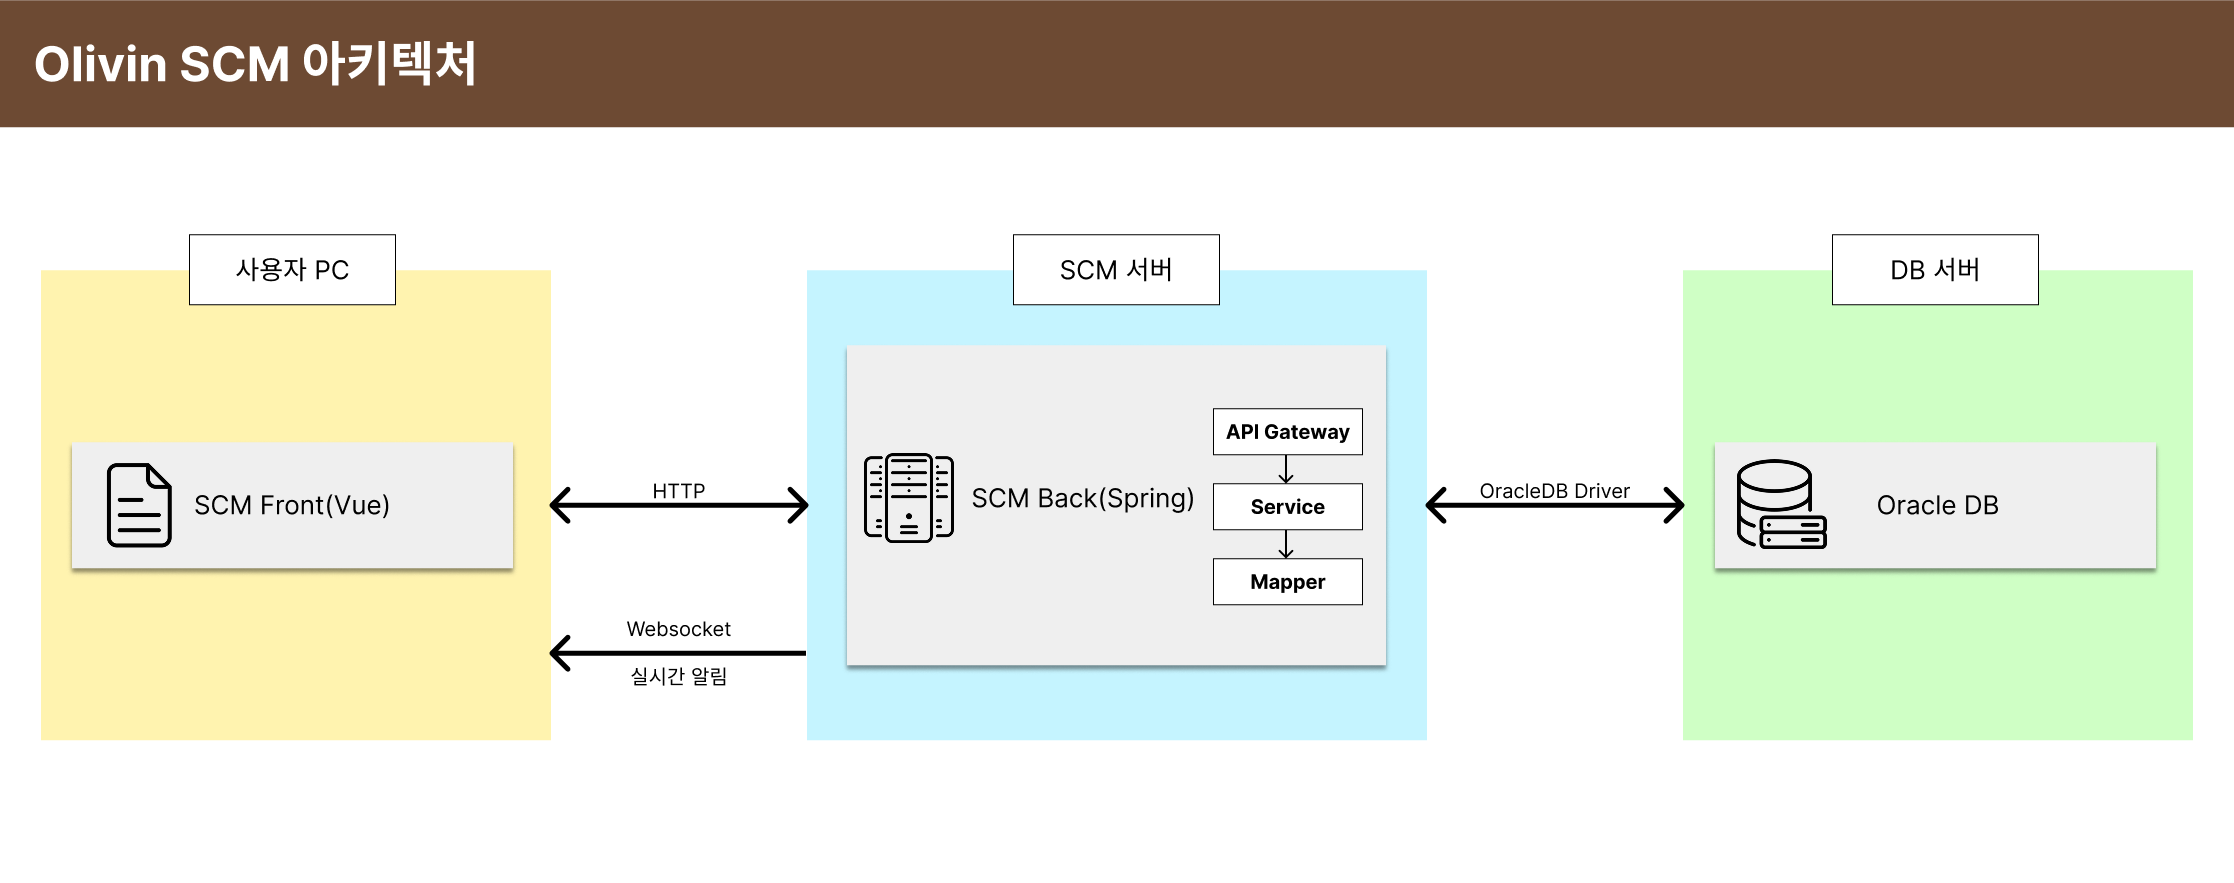 Olivin SCM 아키텍처
사용자 PC
SCM Front(Vue)
HTTP
Websocket
실시간 알림
SCM 서버
SCM Back(Spring)
API Gateway
Service
Mapper
OracleDB Driver
DB 서버
Oracle DB